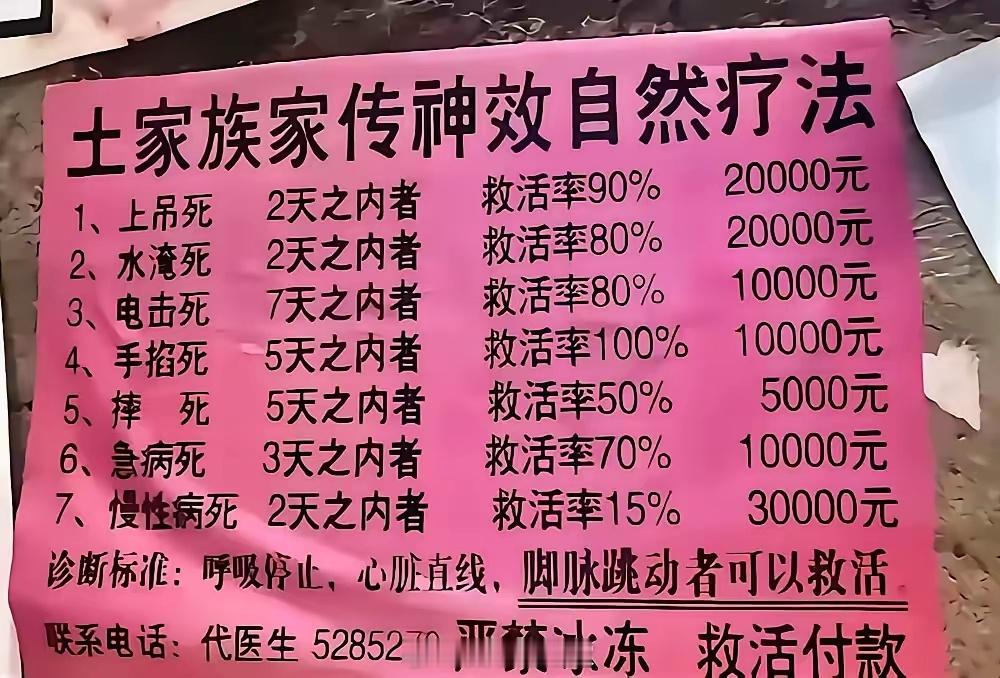 土家族家传神效自然疗法
1、上吊死 2天之内者 救活率90% 20000元
2、水淹死 2天之内者 救活率80% 20000元
3、电击死 7天之内者 救活率80% 10000元
4、手掐死 5天之内者 救活率100% 10000元
5、摔 死 5天之内者 救活率50% 5000元
6、急病死 3天之内者 救活率70% 10000元
7、慢性病死 2天之内者 救活率15% 30000元
诊断标准：呼吸停止，心脏直线，脚脉跳动者可以救活。
联系电话：代医生 52852 严禁冰冻 救活付款